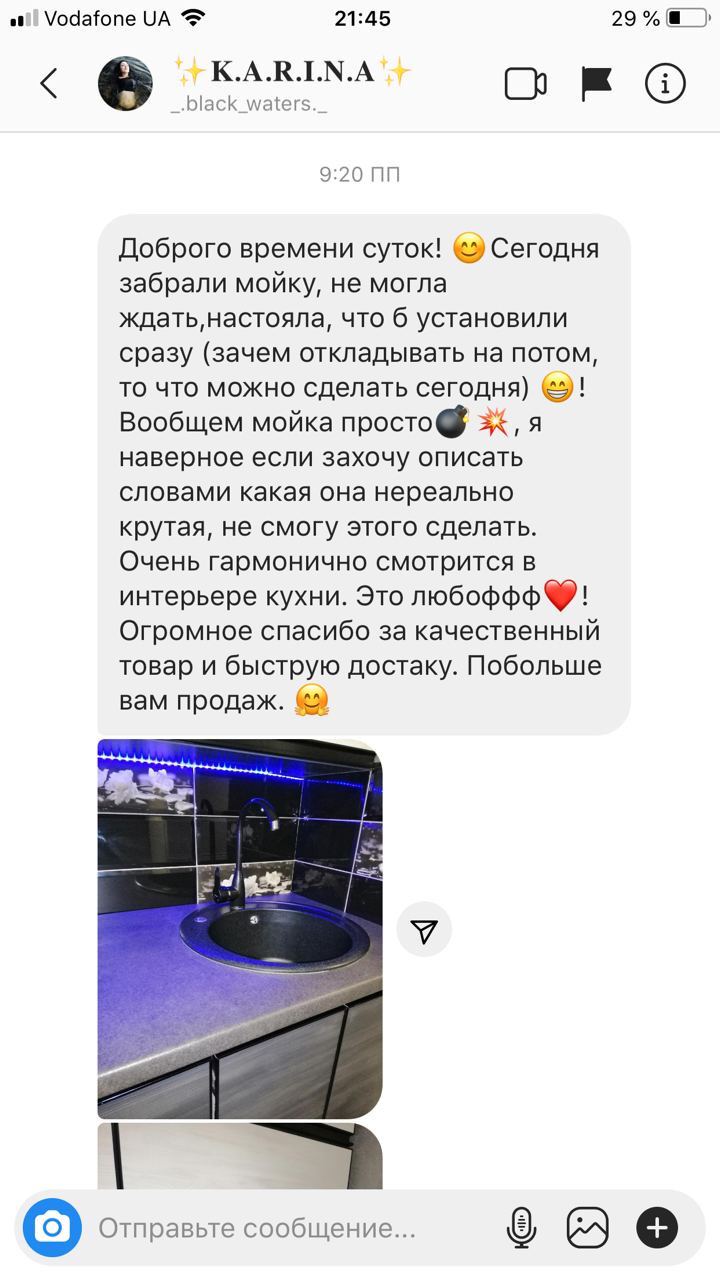 Vodafone UA 21:45 29 %
✨𝐊.𝐀.𝐑.𝐈.𝐍.𝐀✨
_.black_waters._
9:20 ПП
Доброго времени суток! 😊Сегодня
забрали мойку, не могла
ждать,настояла, что б установили
сразу (зачем откладывать на потом,
то что можно сделать сегодня) 😁!
Вообщем мойка просто💣💥, я
наверное если захочу описать
словами какая она нереально
крутая, не смогу этого сделать.
Очень гармонично смотрится в
интерьере кухни. Это любоффф❤️!
Огромное спасибо за качественный
товар и быструю достаку. Побольше
вам продаж. 🤗
Отправьте сообщение...